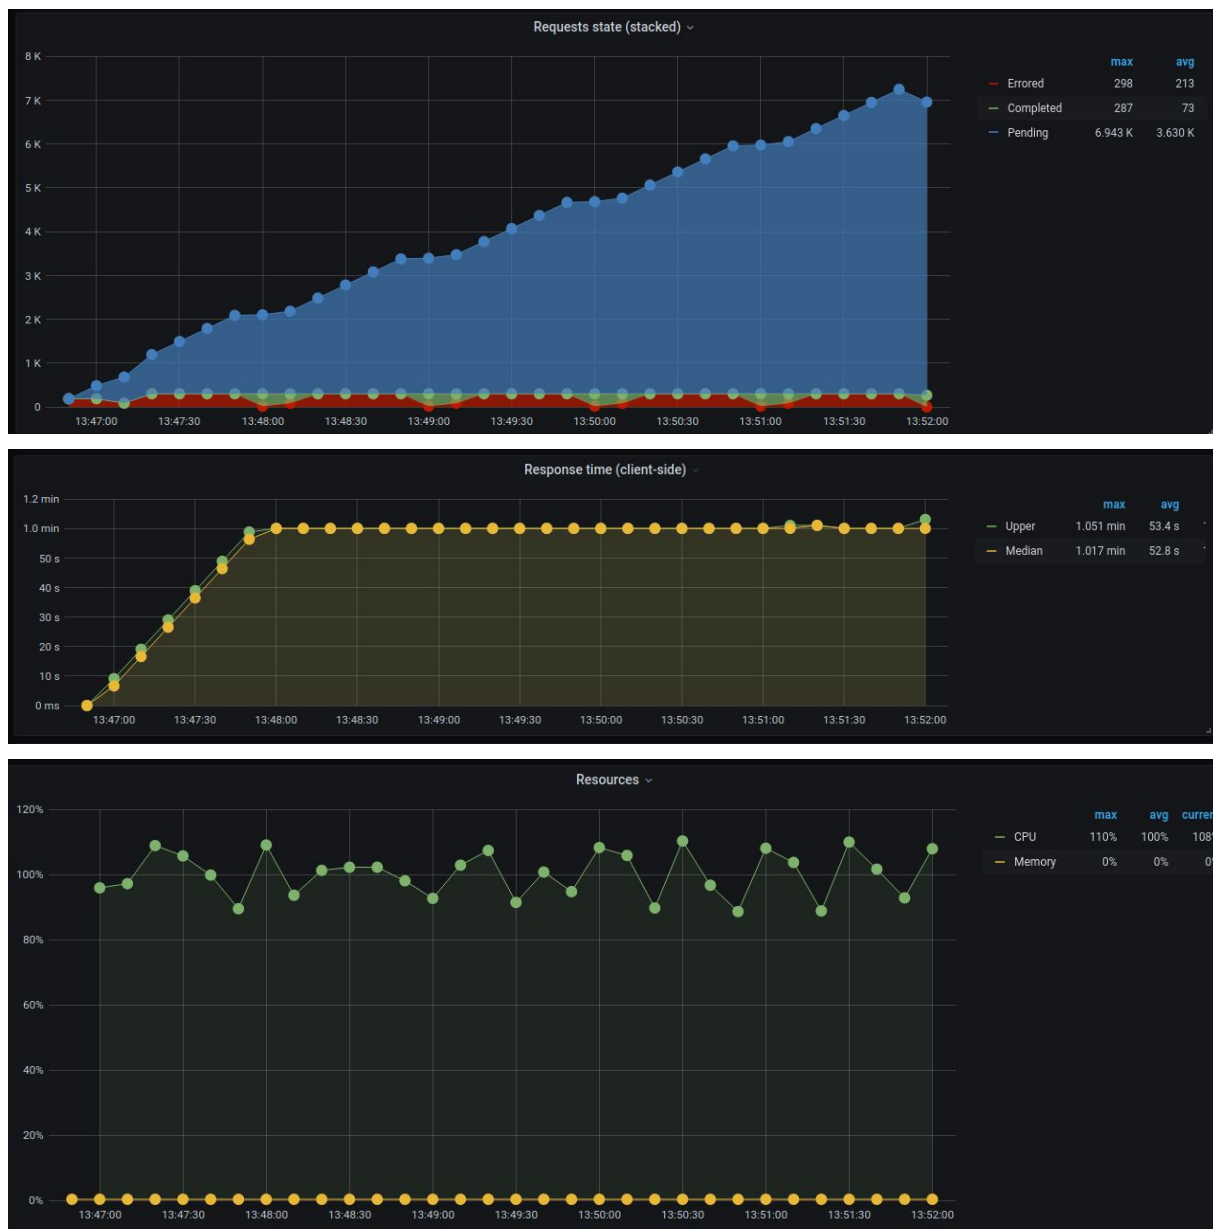 Requests state (stacked)
8 K
7 K
6 K
5 K
4 K
3 K
2 K
1 K
0
13:47:00 13:47:30 13:48:00 13:48:30 13:49:00 13:49:30 13:50:00 13:50:30 13:51:00 13:51:30 13:52:00
max avg
Errored 298 213
Completed 287 73
Pending 6.943 K 3.630 K
Response time (client-side)
1.2 min
1.0 min
50 s
40 s
30 s
20 s
10 s
0 ms
13:47:00 13:47:30 13:48:00 13:48:30 13:49:00 13:49:30 13:50:00 13:50:30 13:51:00 13:51:30 13:52:00
max avg
Upper 1.051 min 53.4 s
Median 1.017 min 52.8 s
Resources
120%
100%
80%
60%
40%
20%
0%
13:47:00 13:47:30 13:48:00 13:48:30 13:49:00 13:49:30 13:50:00 13:50:30 13:51:00 13:51:30 13:52:00
max avg curren
CPU 110% 100% 108%
Memory 0% 0% 0%